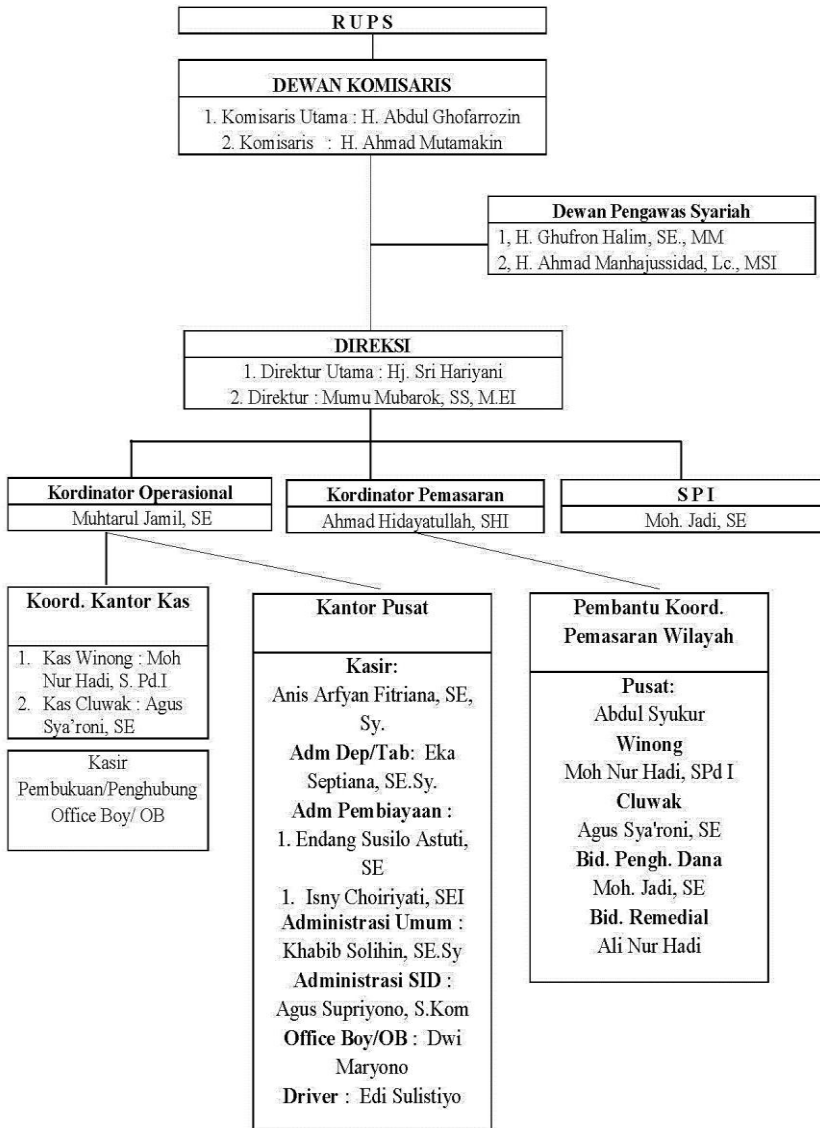 R U P S
DEWAN KOMISARIS
1. Komisaris Utama : H. Abdul Ghofarrozin
2. Komisaris : H. Ahmad Mutamakin
Dewan Pengawas Syariah
1, H. Ghufron Halim, SE., MM
2, H. Ahmad Manhajussidad, Lc., MSI
DIREKSI
1. Direktur Utama : Hj. Sri Hariyani
2. Direktur : Mumu Mubarok, SS, M.EI
Kordinator Operasional
Muhtarul Jamil, SE
Kordinator Pemasaran
Ahmad Hidayatullah, SHI
S P I
Moh. Jadi, SE
Koord. Kantor Kas
1. Kas Winong : Moh
Nur Hadi, S. Pd.I
2. Kas Cluwak : Agus
Sya’roni, SE
Kasir
Pembukuan/Penghubung
Office Boy/ OB
Kantor Pusat
Kasir:
Anis Arfyan Fitriana, SE,
Sy.
Adm Dep/Tab: Eka
Septiana, SE.Sy.
Adm Pembiayaan :
1. Endang Susilo Astuti,
SE
1. Isny Choiriyati, SEI
Administrasi Umum :
Khabib Solihin, SE.Sy
Administrasi SID :
Agus Supriyono, S.Kom
Office Boy/OB : Dwi
Maryono
Driver : Edi Sulistiyo
Pembantu Koord.
Pemasaran Wilayah
Pusat:
Abdul Syukur
Winong
Moh Nur Hadi, SPd I
Cluwak
Agus Sya'roni, SE
Bid. Pengh. Dana
Moh. Jadi, SE
Bid. Remedial
Ali Nur Hadi